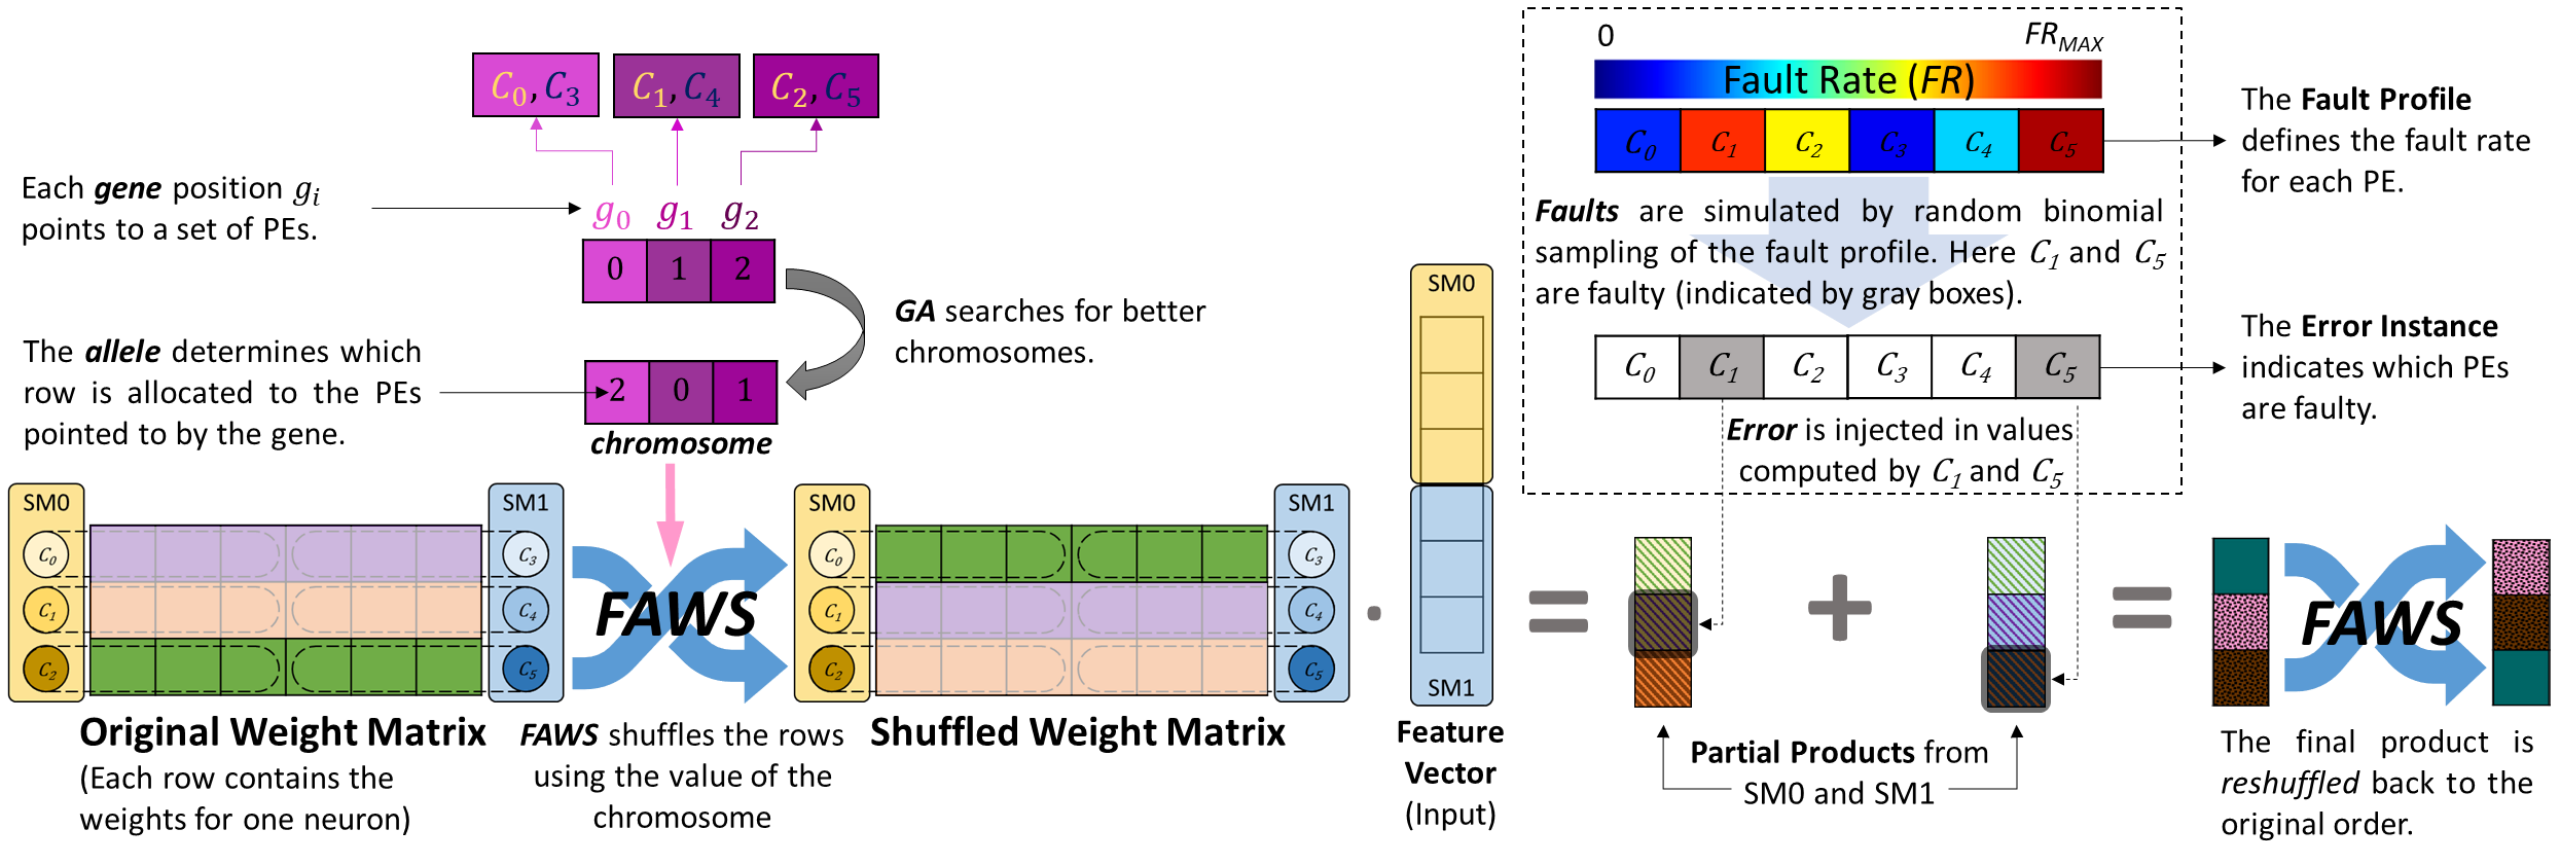 C0, C3
C1, C4
C2, C5
Each gene position gi
points to a set of PEs.
g0 g1 g2
0 1 2
GA searches for better
chromosomes.
The allele determines which
row is allocated to the PEs
pointed to by the gene.
2 0 1
chromosome
SM0
C0
C1
C2
SM1
C3
C4
C5
Original Weight Matrix
(Each row contains the
weights for one neuron)
FAWS
FAWS shuffles the rows
using the value of the
chromosome
SM0
C0
C1
C2
SM1
C3
C4
C5
Shuffled Weight Matrix
·
SM0
SM1
Feature
Vector
(Input)
0 FRMAX
Fault Rate (FR)
C0 C1 C2 C3 C4 C5
The Fault Profile
defines the fault rate
for each PE.
Faults are simulated by random binomial
sampling of the fault profile. Here C1 and C5
are faulty (indicated by gray boxes).
C0 C1 C2 C3 C4 C5
The Error Instance
indicates which PEs
are faulty.
Error is injected in values
computed by C1 and C5
= + =
Partial Products from
SM0 and SM1
FAWS
The final product is
reshuffled back to the
original order.